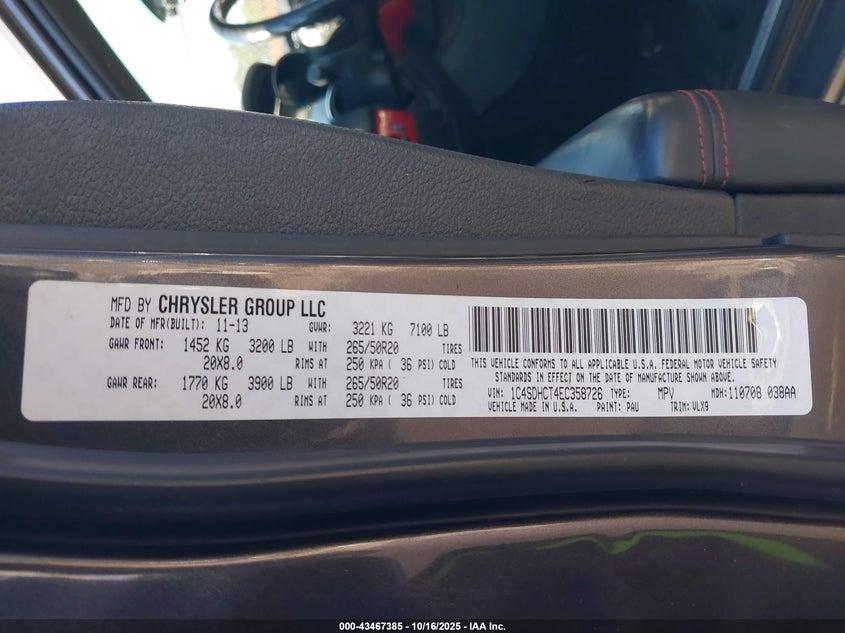 MFD BY CHRYSLER GROUP LLC
DATE OF MFR(BUILT): 11-13 GVWR: 3221 KG 7100 LB
GAWR FRONT: 1452 KG 3200 LB WITH 265/50R20 TIRES
20X8.0 RIMS AT 250 KPA ( 36 PSI) COLD
GAWR REAR: 1770 KG 3900 LB WITH 265/50R20 TIRES
20X8.0 RIMS AT 250 KPA ( 36 PSI) COLD
THIS VEHICLE CONFORMS TO ALL APPLICABLE U.S.A. FEDERAL MOTOR VEHICLE SAFETY
STANDARDS IN EFFECT ON THE DATE OF MANUFACTURE SHOWN ABOVE.
VIN: 1C4SDHCT4EC358726 TYPE: MPV MDH: 110708 038AA
VEHICLE MADE IN U.S.A. PAINT: PAU TRIM: VLX9
000-43467385 - 10/16/2025 - IAA Inc.